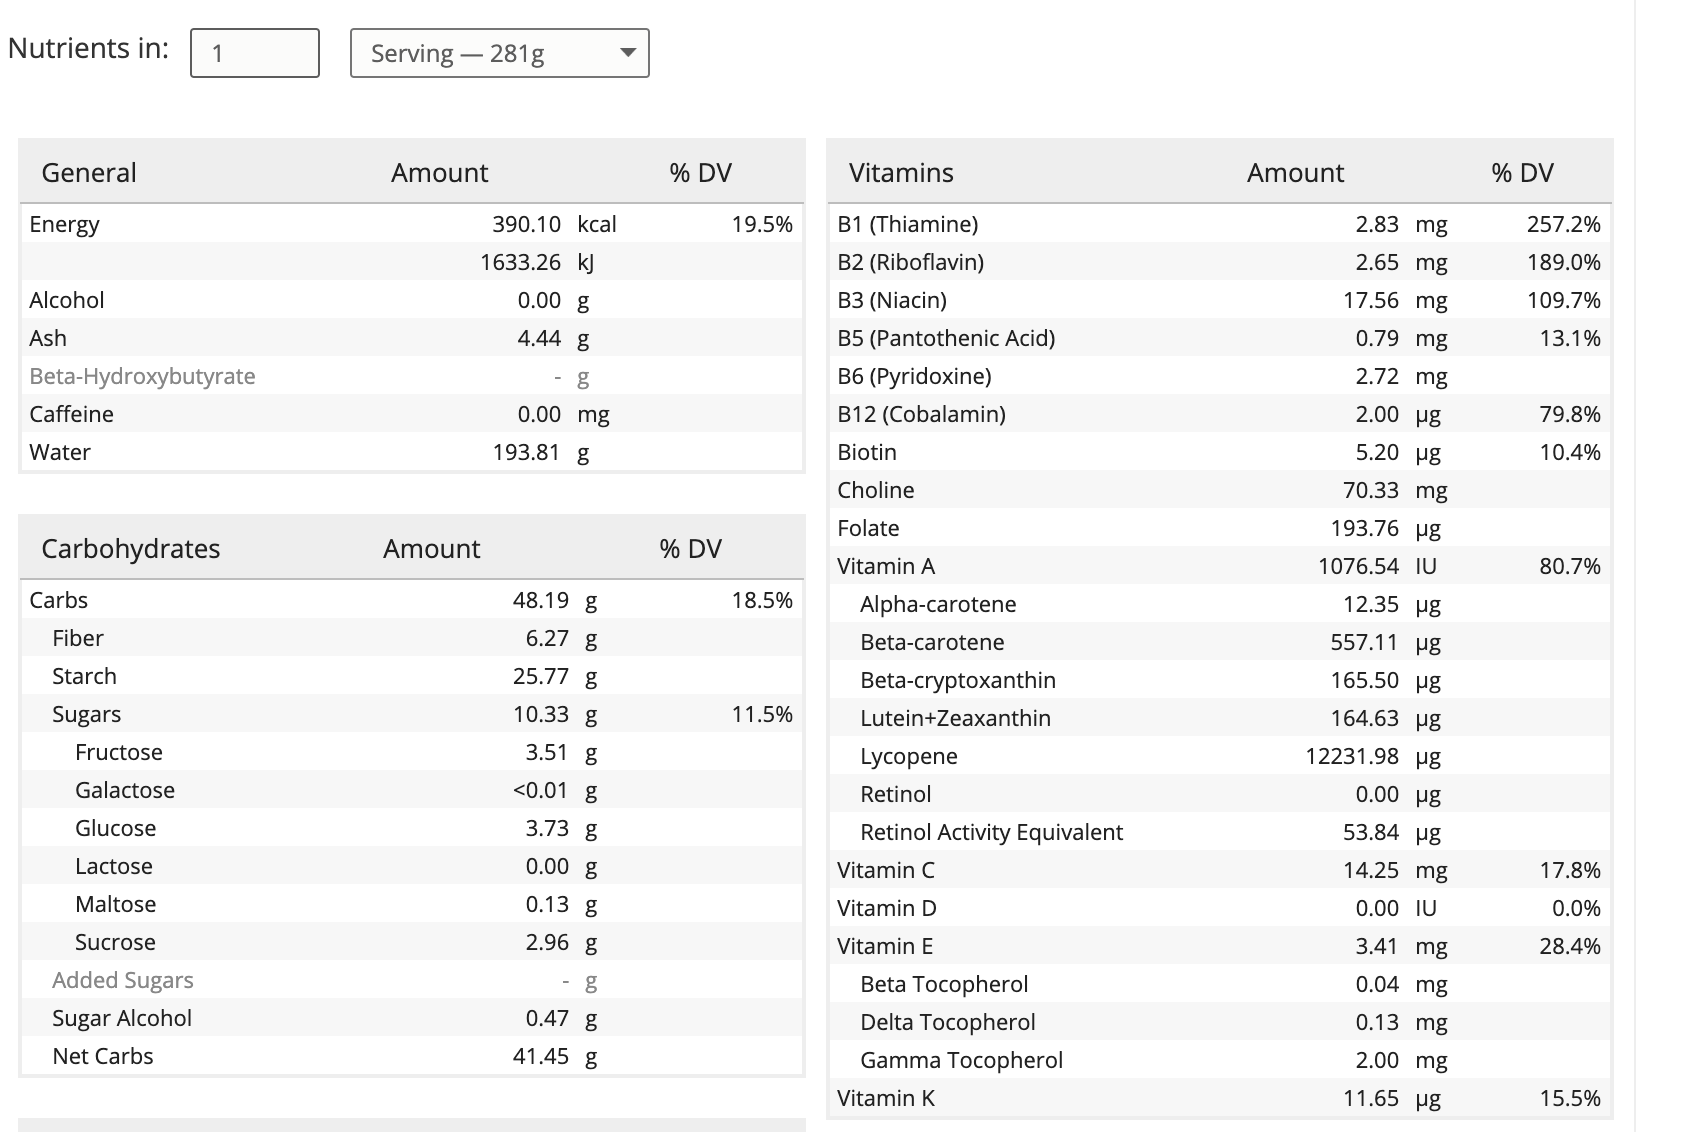 Nutrients in: 1 Serving — 281g
General Amount % DV
Energy 390.10 kcal 19.5%
1633.26 kJ
Alcohol 0.00 g
Ash 4.44 g
Beta-Hydroxybutyrate - g
Caffeine 0.00 mg
Water 193.81 g
Carbohydrates Amount % DV
Carbs 48.19 g 18.5%
Fiber 6.27 g
Starch 25.77 g
Sugars 10.33 g 11.5%
Fructose 3.51 g
Galactose <0.01 g
Glucose 3.73 g
Lactose 0.00 g
Maltose 0.13 g
Sucrose 2.96 g
Added Sugars - g
Sugar Alcohol 0.47 g
Net Carbs 41.45 g
Vitamins Amount % DV
B1 (Thiamine) 2.83 mg 257.2%
B2 (Riboflavin) 2.65 mg 189.0%
B3 (Niacin) 17.56 mg 109.7%
B5 (Pantothenic Acid) 0.79 mg 13.1%
B6 (Pyridoxine) 2.72 mg
B12 (Cobalamin) 2.00 µg 79.8%
Biotin 5.20 µg 10.4%
Choline 70.33 mg
Folate 193.76 µg
Vitamin A 1076.54 IU 80.7%
Alpha-carotene 12.35 µg
Beta-carotene 557.11 µg
Beta-cryptoxanthin 165.50 µg
Lutein+Zeaxanthin 164.63 µg
Lycopene 12231.98 µg
Retinol 0.00 µg
Retinol Activity Equivalent 53.84 µg
Vitamin C 14.25 mg 17.8%
Vitamin D 0.00 IU 0.0%
Vitamin E 3.41 mg 28.4%
Beta Tocopherol 0.04 mg
Delta Tocopherol 0.13 mg
Gamma Tocopherol 2.00 mg
Vitamin K 11.65 µg 15.5%